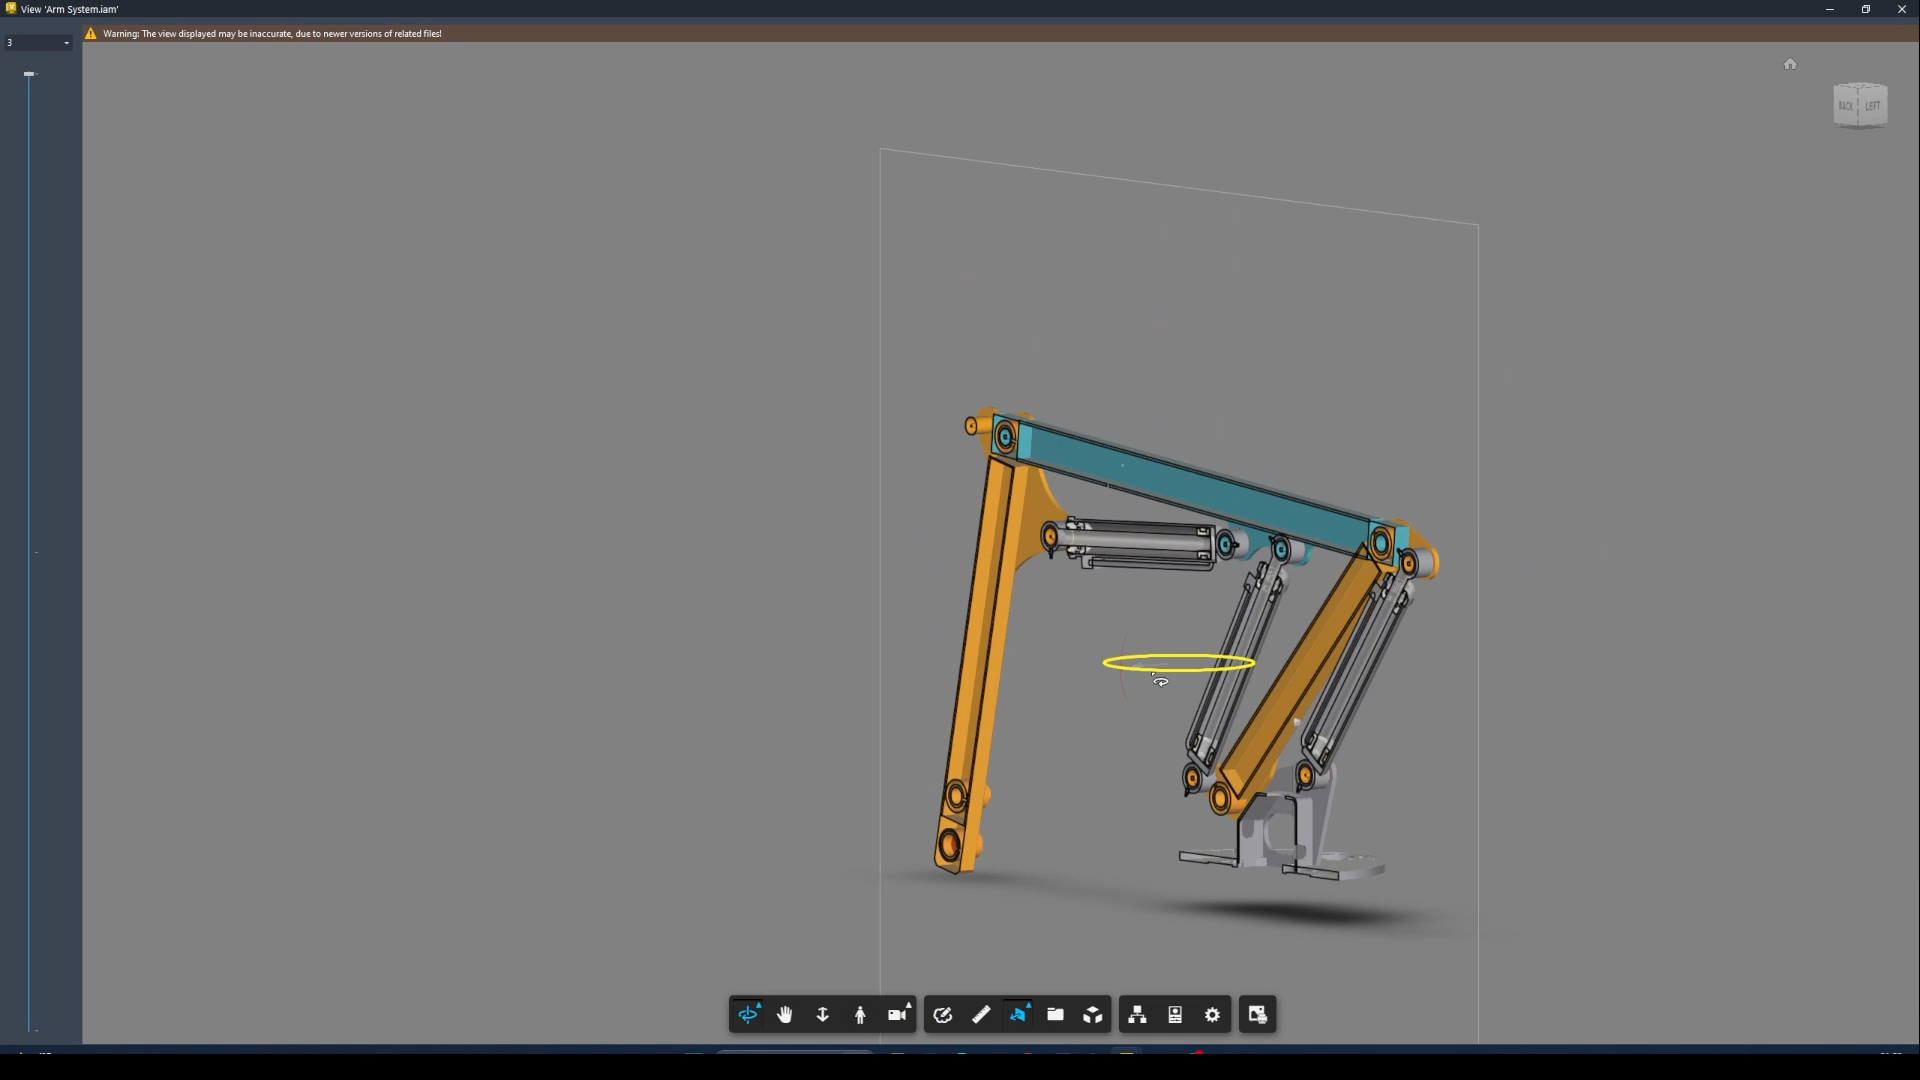 View 'Arm System.iam'
3
Warning: The view displayed may be inaccurate, due to newer versions of related files!
BACK
LEFT